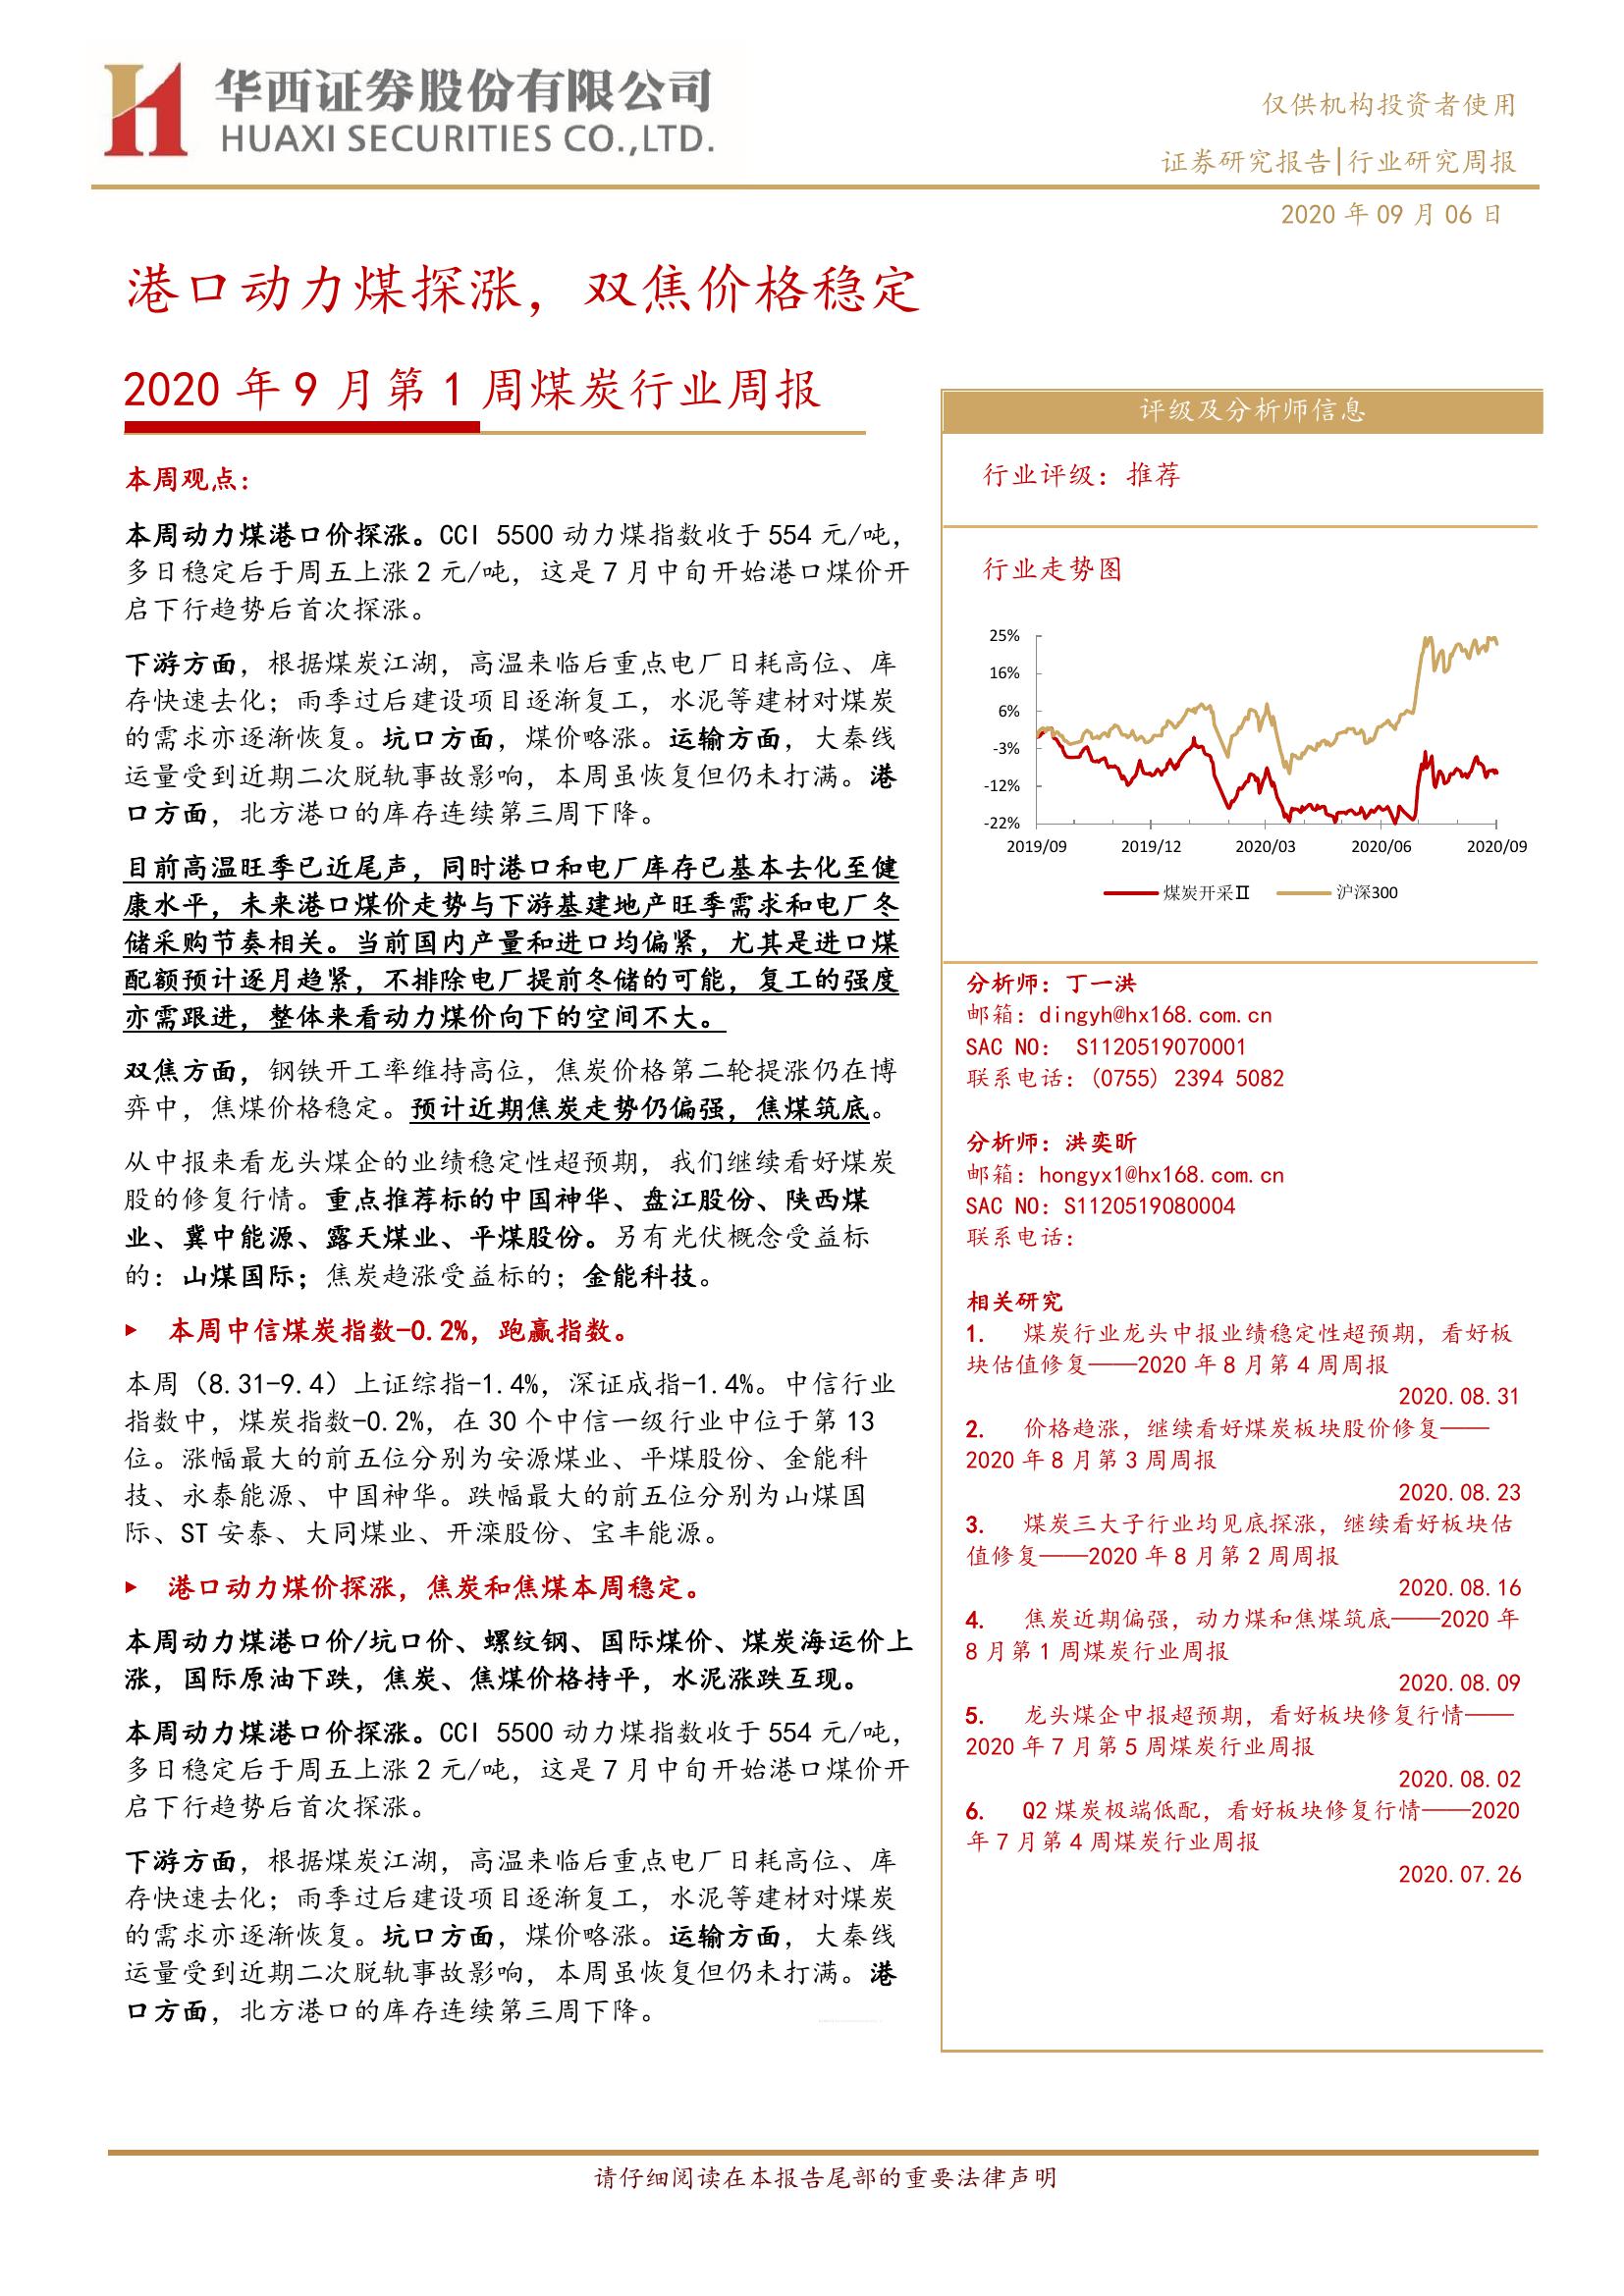 华西证券股份有限公司
HUAXI SECURITIES CO.,LTD.
仅供机构投资者使用
证券研究报告|行业研究周报
2020 年 09 月 06 日
港口动力煤探涨，双焦价格稳定
2020 年 9 月第 1 周煤炭行业周报
本周观点：
本周动力煤港口价探涨。CCI 5500 动力煤指数收于 554 元/吨，
多日稳定后于周五上涨 2 元/吨，这是 7 月中旬开始港口煤价开
启下行趋势后首次探涨。
下游方面，根据煤炭江湖，高温来临后重点电厂日耗高位、库
存快速去化；雨季过后建设项目逐渐复工，水泥等建材对煤炭
的需求亦逐渐恢复。坑口方面，煤价略涨。运输方面，大秦线
运量受到近期二次脱轨事故影响，本周虽恢复但仍未打满。港
口方面，北方港口的库存连续第三周下降。
目前高温旺季已近尾声，同时港口和电厂库存已基本去化至健
康水平，未来港口煤价走势与下游基建地产旺季需求和电厂冬
储采购节奏相关。当前国内产量和进口均偏紧，尤其是进口煤
配额预计逐月趋紧，不排除电厂提前冬储的可能，复工的强度
亦需跟进，整体来看动力煤价向下的空间不大。
双焦方面，钢铁开工率维持高位，焦炭价格第二轮提涨仍在博
弈中，焦煤价格稳定。预计近期焦炭走势仍偏强，焦煤筑底。
从中报来看龙头煤企的业绩稳定性超预期，我们继续看好煤炭
股的修复行情。重点推荐标的中国神华、盘江股份、陕西煤
业、冀中能源、露天煤业、平煤股份。另有光伏概念受益标
的：山煤国际；焦炭趋涨受益标的；金能科技。
▶ 本周中信煤炭指数-0.2%，跑赢指数。
本周（8.31-9.4）上证综指-1.4%，深证成指-1.4%。中信行业
指数中，煤炭指数-0.2%，在 30 个中信一级行业中位于第 13
位。涨幅最大的前五位分别为安源煤业、平煤股份、金能科
技、永泰能源、中国神华。跌幅最大的前五位分别为山煤国
际、ST 安泰、大同煤业、开滦股份、宝丰能源。
▶ 港口动力煤价探涨，焦炭和焦煤本周稳定。
本周动力煤港口价/坑口价、螺纹钢、国际煤价、煤炭海运价上
涨，国际原油下跌，焦炭、焦煤价格持平，水泥涨跌互现。
本周动力煤港口价探涨。CCI 5500 动力煤指数收于 554 元/吨，
多日稳定后于周五上涨 2 元/吨，这是 7 月中旬开始港口煤价开
启下行趋势后首次探涨。
下游方面，根据煤炭江湖，高温来临后重点电厂日耗高位、库
存快速去化；雨季过后建设项目逐渐复工，水泥等建材对煤炭
的需求亦逐渐恢复。坑口方面，煤价略涨。运输方面，大秦线
运量受到近期二次脱轨事故影响，本周虽恢复但仍未打满。港
口方面，北方港口的库存连续第三周下降。
评级及分析师信息
行业评级：推荐
行业走势图
25%
16%
6%
-3%
-12%
-22%
2019/09 2019/12 2020/03 2020/06 2020/09
煤炭开采Ⅱ 沪深300
分析师：丁一洪
邮箱：dingyh@hx168.com.cn
SAC NO： S1120519070001
联系电话：(0755) 2394 5082
分析师：洪奕昕
邮箱：hongyx1@hx168.com.cn
SAC NO：S1120519080004
联系电话：
相关研究
1. 煤炭行业龙头中报业绩稳定性超预期，看好板
块估值修复——2020 年 8 月第 4 周周报
2020.08.31
2. 价格趋涨，继续看好煤炭板块股价修复——
2020 年 8 月第 3 周周报
2020.08.23
3. 煤炭三大子行业均见底探涨，继续看好板块估
值修复——2020 年 8 月第 2 周周报
2020.08.16
4. 焦炭近期偏强，动力煤和焦煤筑底——2020 年
8 月第 1 周煤炭行业周报
2020.08.09
5. 龙头煤企中报超预期，看好板块修复行情——
2020 年 7 月第 5 周煤炭行业周报
2020.08.02
6. Q2 煤炭极端低配，看好板块修复行情——2020
年 7 月第 4 周煤炭行业周报
2020.07.26
请仔细阅读在本报告尾部的重要法律声明